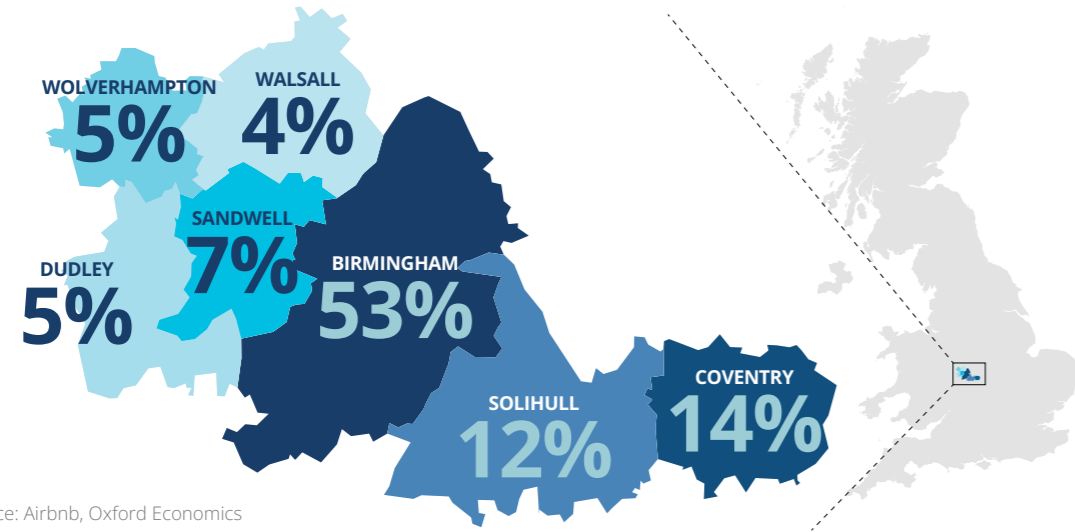 WOLVERHAMPTON
5%
WALSALL
4%
SANDWELL
7%
DUDLEY
5%
BIRMINGHAM
53%
SOLIHULL
12%
COVENTRY
14%
ce: Airbnb, Oxford Economics